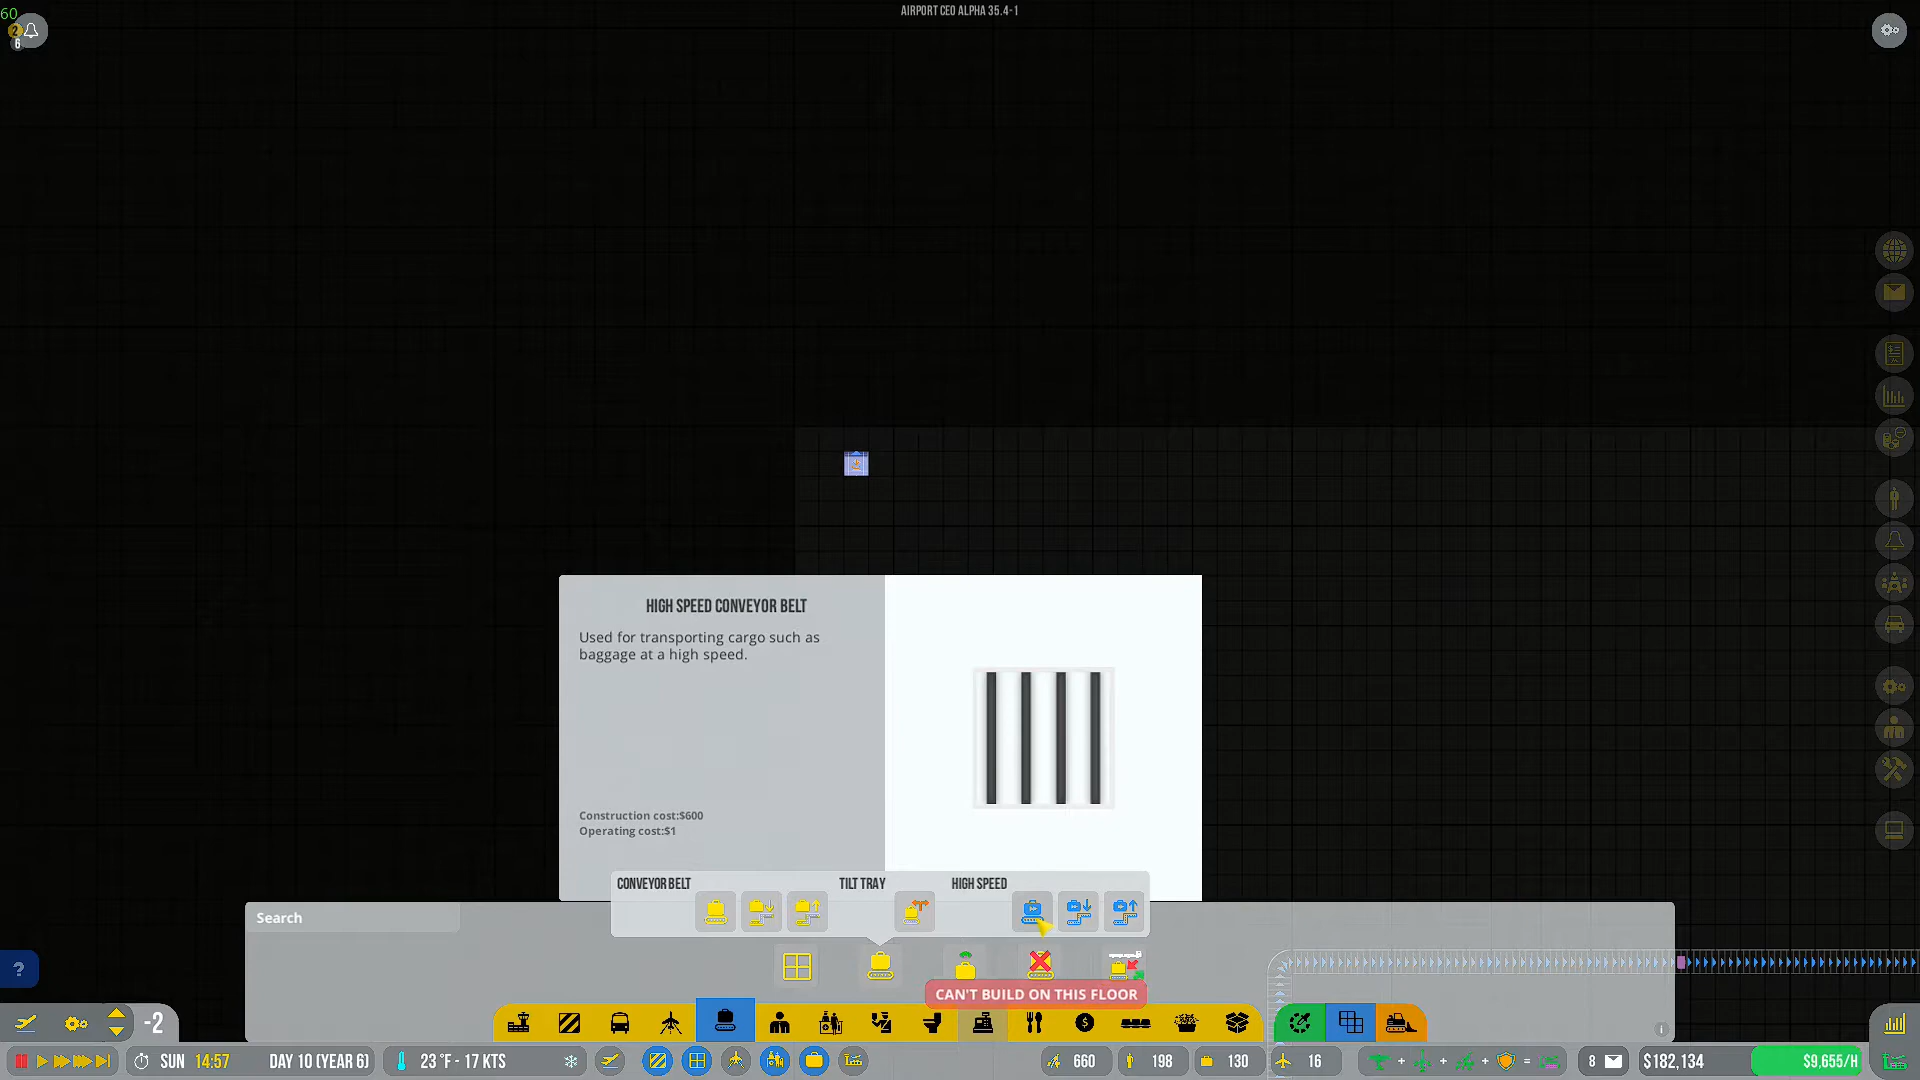 60
AIRPORT CEO ALPHA 35.4-1
2
6
HIGH SPEED CONVEYOR BELT
Used for transporting cargo such as
baggage at a high speed.
Construction cost:$600
Operating cost:$1
CONVEYOR BELT
TILT TRAY
HIGH SPEED
Search
CAN'T BUILD ON THIS FLOOR
?
-2
i
SUN 14:57
DAY 10 (YEAR 6)
23 °F - 17 KTS
660
198
130
16
+ + + =
8
$182,134
$9,655/H